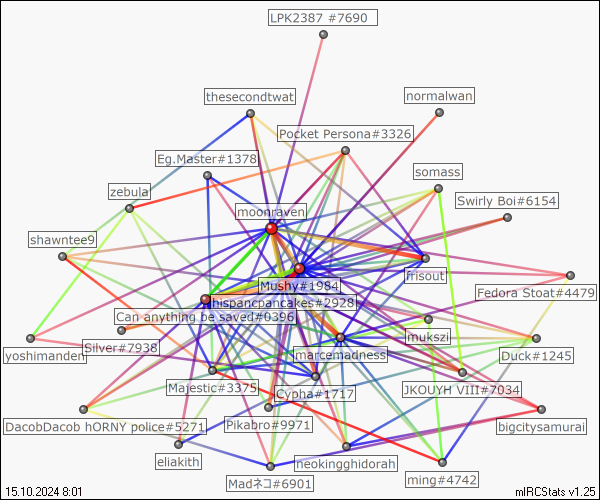 LPK2387 #7690
thesecondtwat
normalwan
Pocket Persona#3326
Eg.Master#1378
somass
zebula
Swirly Boi#6154
moonraven
shawntee9
frisout
Mushy#1984
Fedora Stoat#4479
hispancpancakes#2928
Can anything be saved#0396
mukszi
yoshimanden
Silver#7938
marcemadness
Duck#1245
Majestic#3375
Cypha#1717
JKOUYH VIII#7034
DacobDacob hORNY police#5271
Pikabro#9971
bigcitysamurai
eliakith
neokingghidorah
Madネコ#6901
ming#4742
15.10.2024 8:01
mIRCStats v1.25